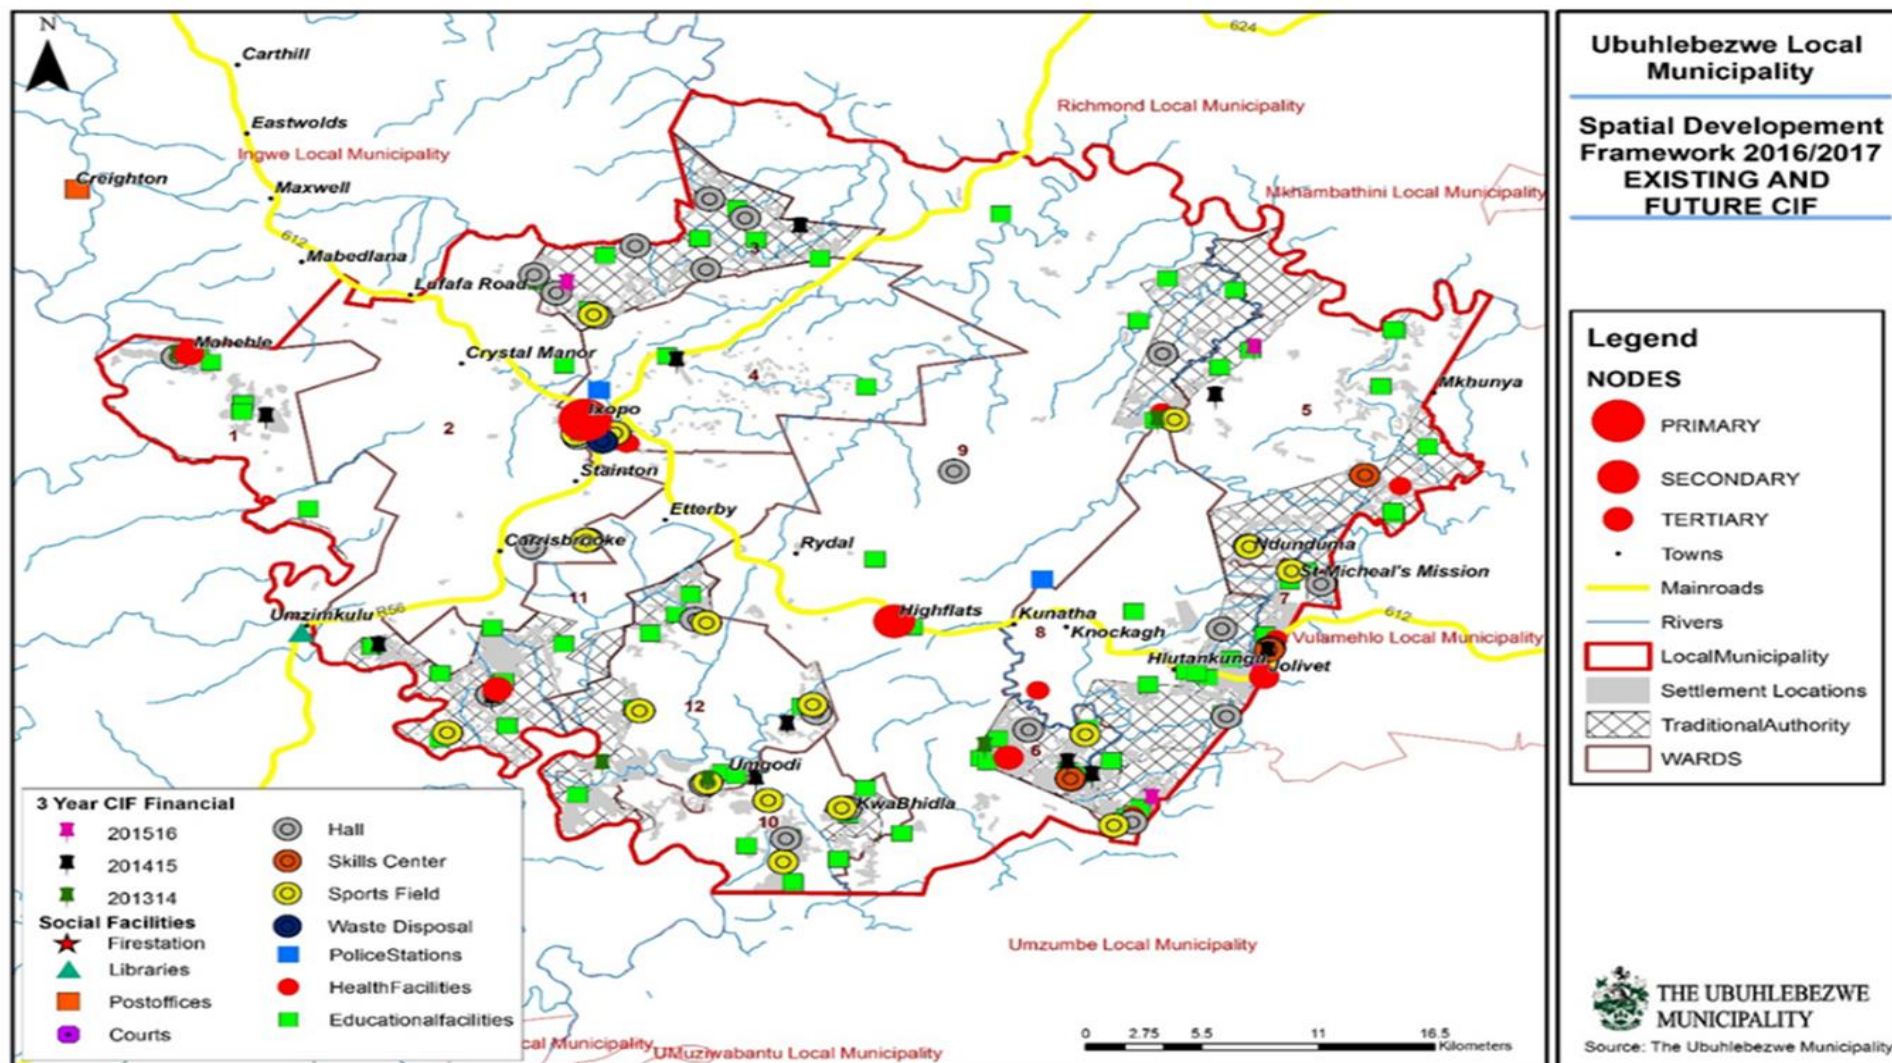 N
624
Carthill
Richmond Local Municipality
Eastwolds
Ingwe Local Municipality
Creighton
Maxwell
Mkhambathini Local Municipality
612
3
Mabedlana
Lufafa Road
Mahehle
Crystal Manor
4
Mkhunya
Ixopo
5
1
2
9
Stainton
Etterby
Carrisbrooke
Rydal
Ndunduma
St Micheal's Mission
11
7
Umzimkulu
R56
Highflats
Kunatha
612
8
Knockagh
Vulamehlo Local Municipality
Hlutankungu
Jolivet
12
6
Umgodi
KwaBhidla
10
Umzumbe Local Municipality
cal Municipality
UMuziwabantu Local Municipality
3 Year CIF Financial
201516
201415
201314
Social Facilities
Firestation
Libraries
Postoffices
Courts
Hall
Skills Center
Sports Field
Waste Disposal
PoliceStations
HealthFacilities
Educationalfacilities
0 2.75 5.5 11 16.5
Kilometers
Ubuhlebezwe Local
Municipality
Spatial Developement
Framework 2016/2017
EXISTING AND
FUTURE CIF
Legend
NODES
PRIMARY
SECONDARY
TERTIARY
Towns
Mainroads
Rivers
LocalMunicipality
Settlement Locations
TraditionalAuthority
WARDS
THE UBUHLEBEZWE
MUNICIPALITY
Source: The Ubuhlebezwe Municipality